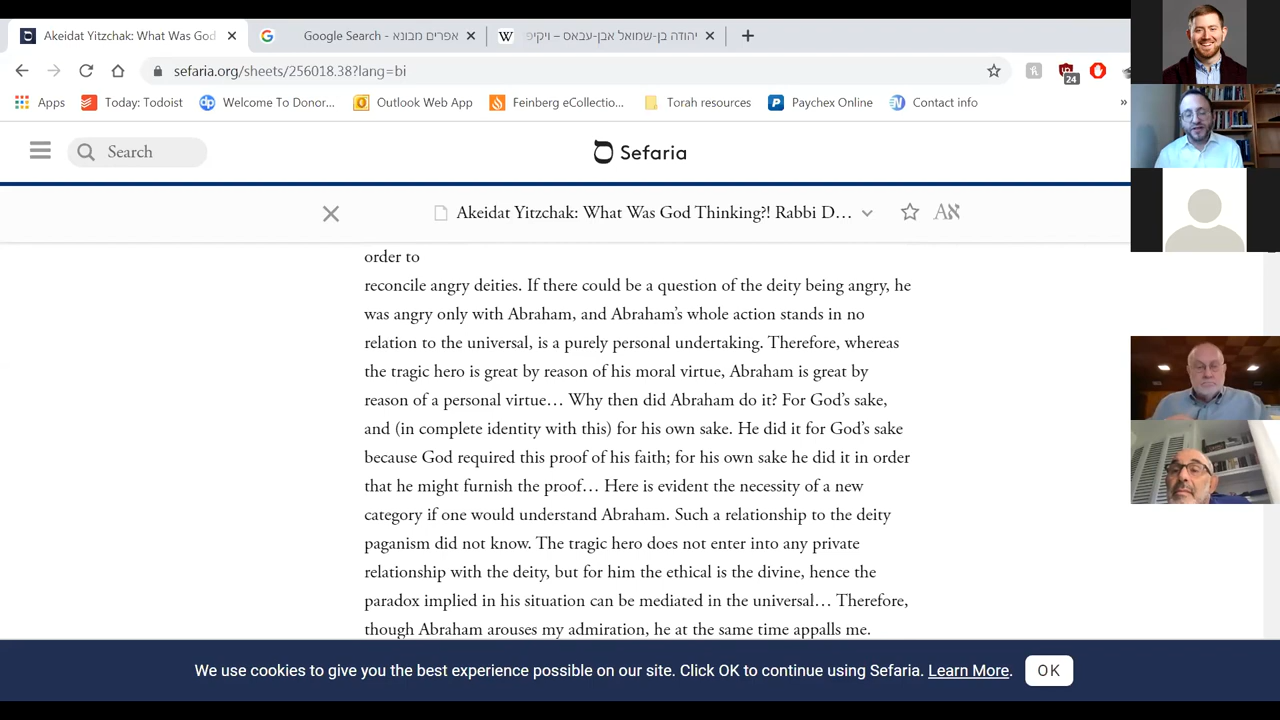 Akeidat Yitzchak: What Was God
אפרים מבונא - Google Search
יהודה בן-שמואל אבן-עבאס – ויקיפ
sefaria.org/sheets/256018.38?lang=bi
24
Apps
Today: Todoist
Welcome To Donor...
Outlook Web App
Feinberg eCollectio...
Torah resources
Paychex Online
Contact info
»
Search
Sefaria
Akeidat Yitzchak: What Was God Thinking?! Rabbi D…
order to
reconcile angry deities. If there could be a question of the deity being angry, he
was angry only with Abraham, and Abraham’s whole action stands in no
relation to the universal, is a purely personal undertaking. Therefore, whereas
the tragic hero is great by reason of his moral virtue, Abraham is great by
reason of a personal virtue… Why then did Abraham do it? For God’s sake,
and (in complete identity with this) for his own sake. He did it for God’s sake
because God required this proof of his faith; for his own sake he did it in order
that he might furnish the proof… Here is evident the necessity of a new
category if one would understand Abraham. Such a relationship to the deity
paganism did not know. The tragic hero does not enter into any private
relationship with the deity, but for him the ethical is the divine, hence the
paradox implied in his situation can be mediated in the universal… Therefore,
though Abraham arouses my admiration, he at the same time appalls me.
We use cookies to give you the best experience possible on our site. Click OK to continue using Sefaria. Learn More.
OK